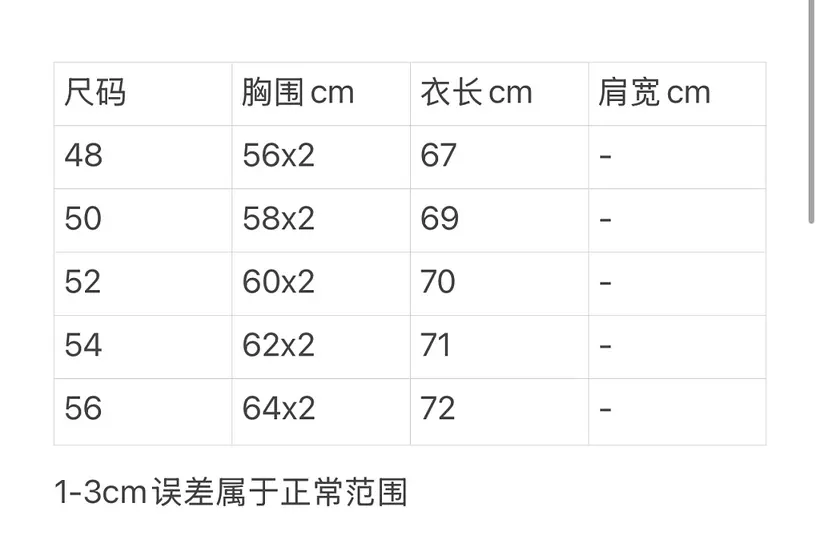 尺码 胸围cm 衣长cm 肩宽cm
48 56x2 67 -
50 58x2 69 -
52 60x2 70 -
54 62x2 71 -
56 64x2 72 -
1-3cm误差属于正常范围